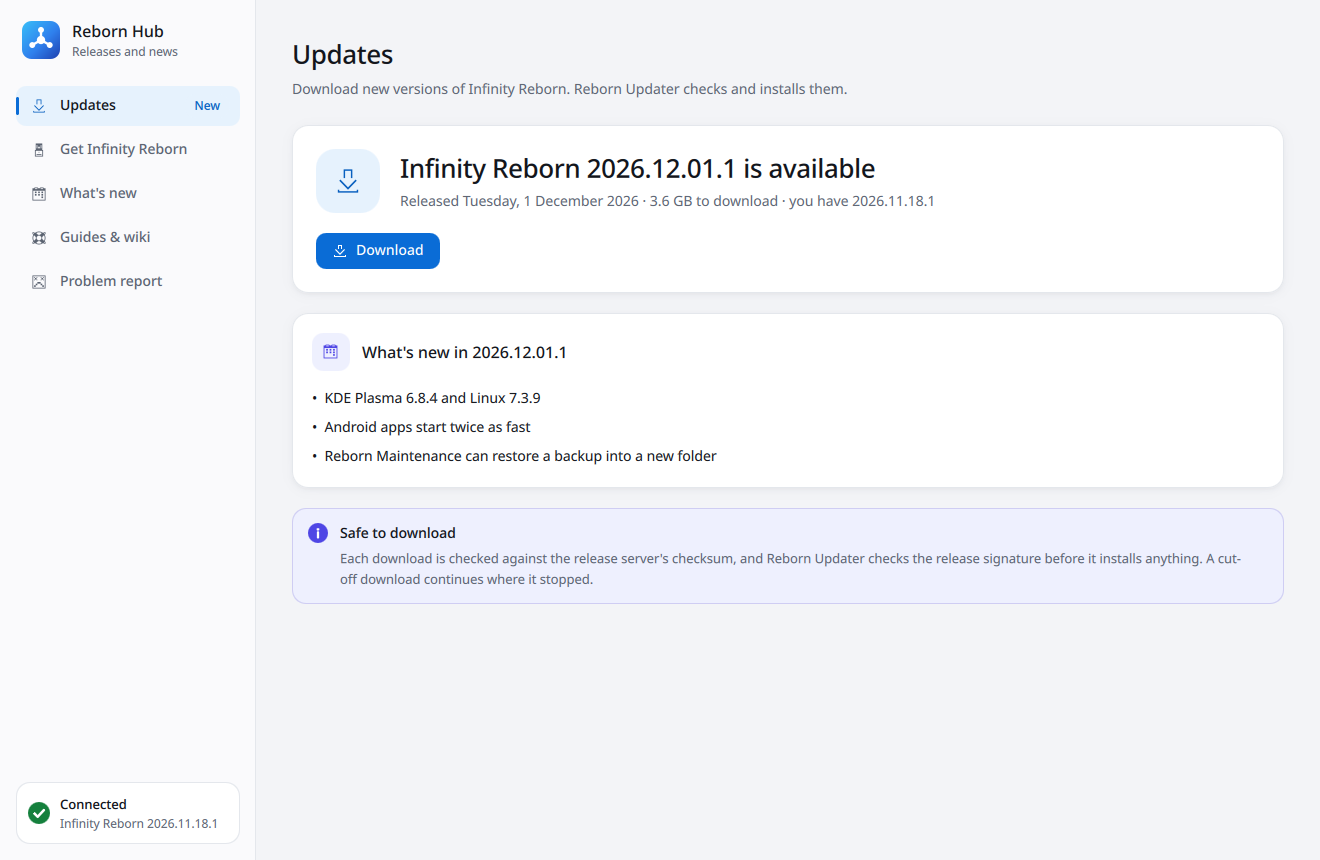 Reborn Hub
Releases and news
Updates
New
Get Infinity Reborn
What's new
Guides & wiki
Problem report
Connected
Infinity Reborn 2026.11.18.1
Updates
Download new versions of Infinity Reborn. Reborn Updater checks and installs them.
Infinity Reborn 2026.12.01.1 is available
Released Tuesday, 1 December 2026 · 3.6 GB to download · you have 2026.11.18.1
Download
What's new in 2026.12.01.1
• KDE Plasma 6.8.4 and Linux 7.3.9
• Android apps start twice as fast
• Reborn Maintenance can restore a backup into a new folder
Safe to download
Each download is checked against the release server's checksum, and Reborn Updater checks the release signature before it installs anything. A cut-
off download continues where it stopped.